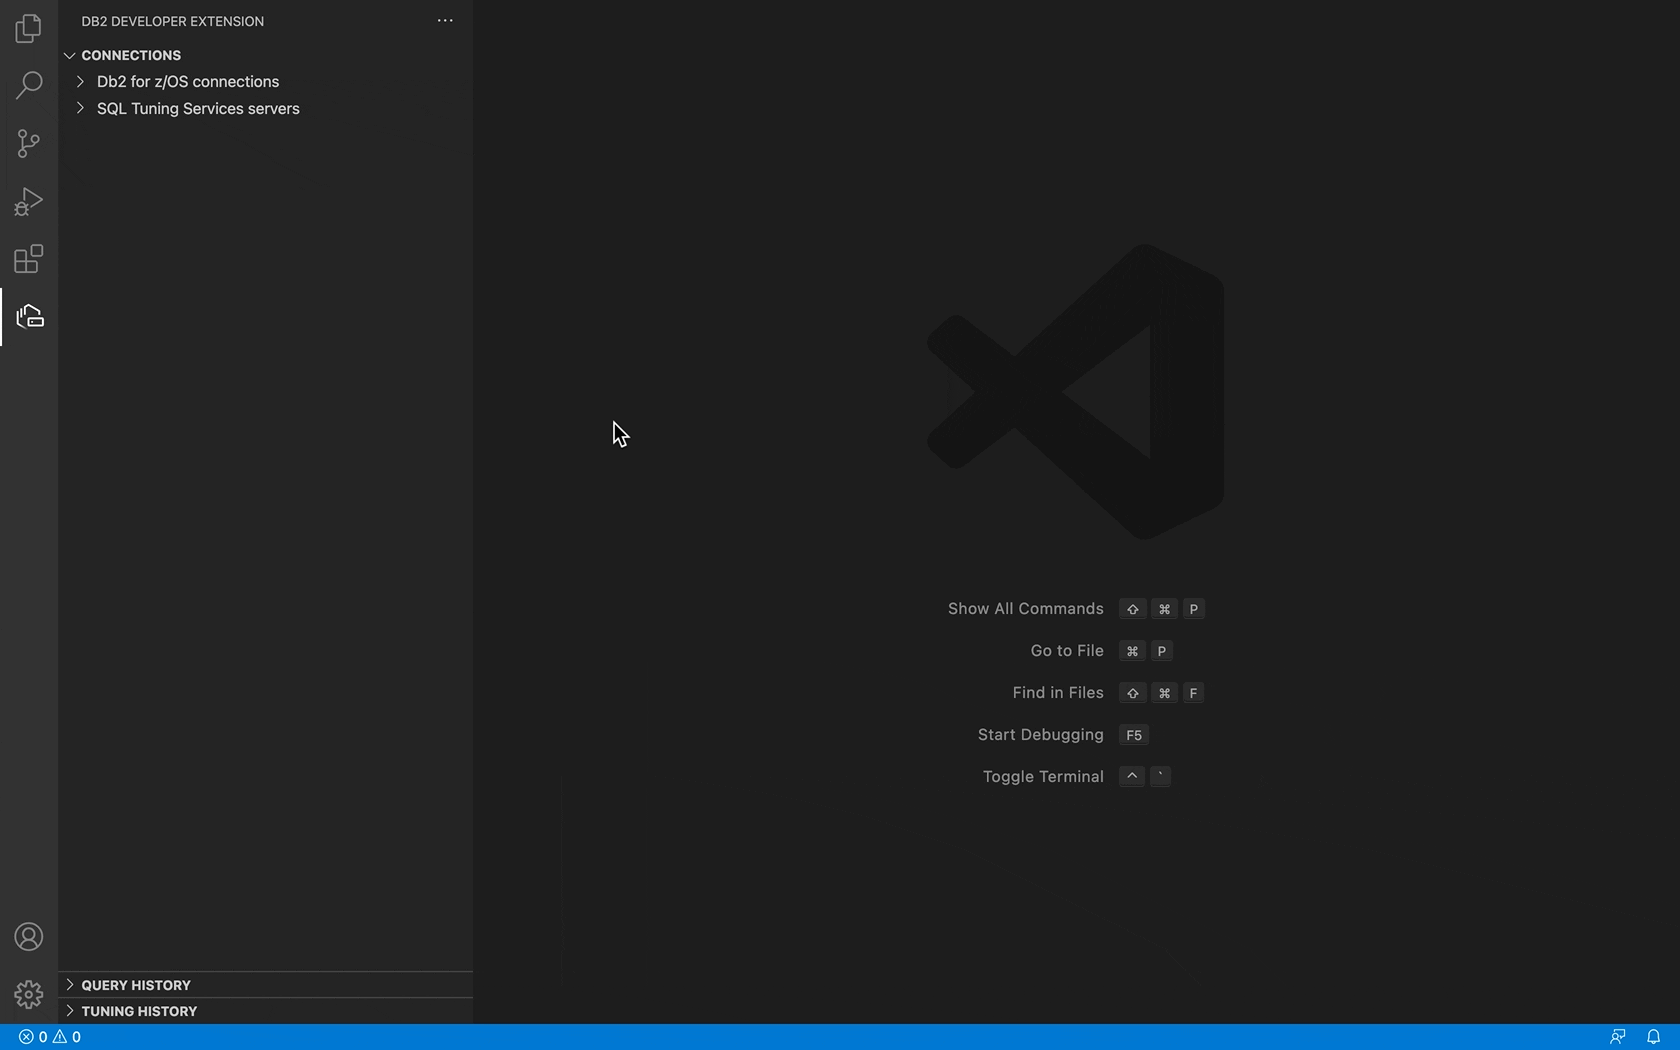 DB2 DEVELOPER EXTENSION ...
CONNECTIONS
Db2 for z/OS connections
SQL Tuning Services servers
Show All Commands ⇧ ⌘ P
Go to File ⌘ P
Find in Files ⇧ ⌘ F
Start Debugging F5
Toggle Terminal ^ `
QUERY HISTORY
TUNING HISTORY
0 0